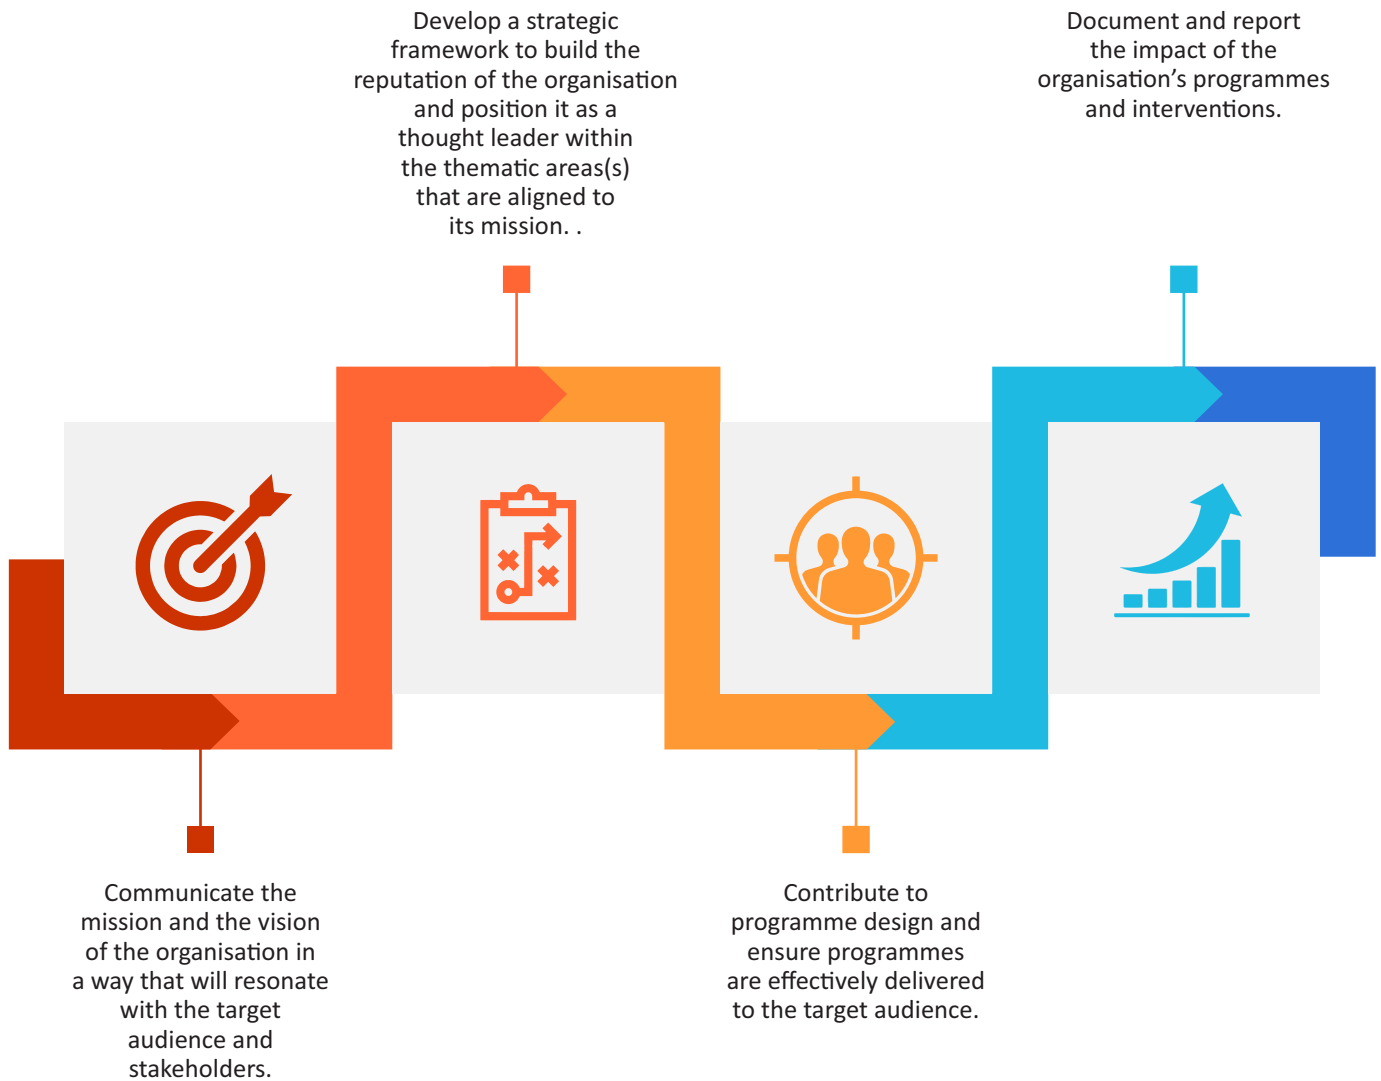 Develop a strategic
framework to build the
reputation of the organisation
and position it as a
thought leader within
the thematic areas(s)
that are aligned to
its mission. .
Document and report
the impact of the
organisation’s programmes
and interventions.
Communicate the
mission and the vision
of the organisation in
a way that will resonate
with the target
audience and
stakeholders.
Contribute to
programme design and
ensure programmes
are effectively delivered
to the target audience.